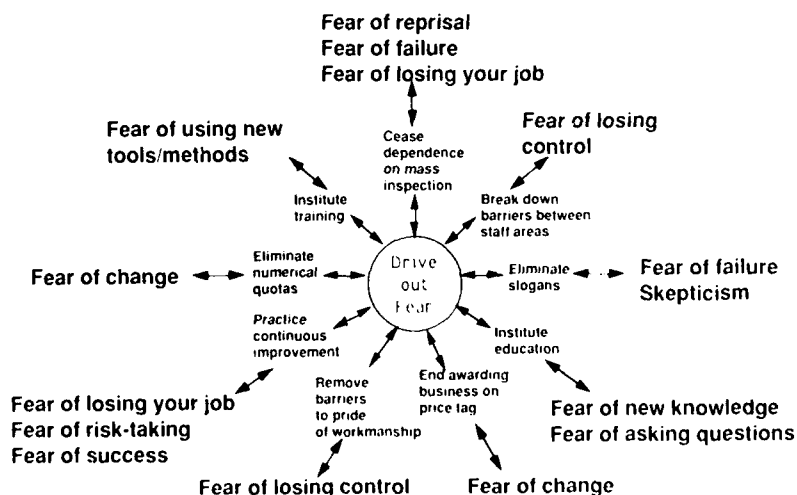 Fear of reprisal
Fear of failure
Fear of losing your job
Cease
dependence
on mass
inspection
Fear of losing
control
Break down
barriers between
staff areas
Fear of using new
tools/methods
Institute
training
Fear of change
Eliminate
numerical
quotas
Drive
out
Fear
Eliminate
slogans
Fear of failure
Skepticism
Practice
continuous
improvement
Institute
education
Fear of losing your job
Fear of risk-taking
Fear of success
Remove
barriers
to pride
of workmanship
End awarding
business on
price tag
Fear of new knowledge
Fear of asking questions
Fear of losing control
Fear of change